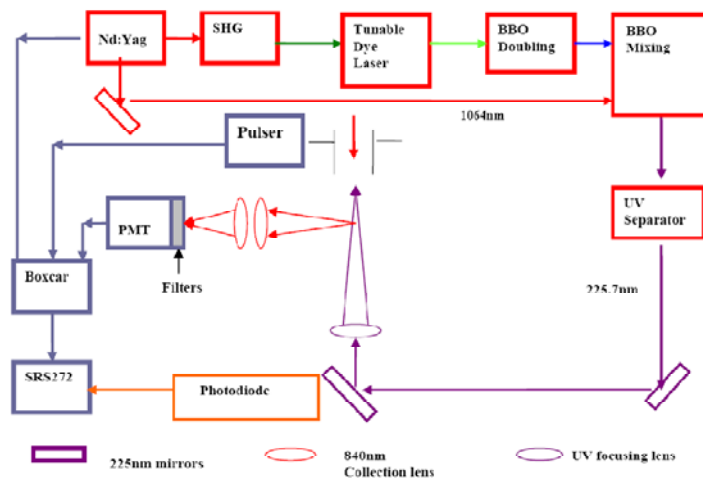 Nd:Yag
SHG
Tunable
Dye
Laser
BBO
Doubling
BBO
Mixing
1064nm
Pulser
PMT
Filters
UV
Separator
Boxcar
225.7nm
SRS272
Photodiode
225nm mirrors
840nm
Collection lens
UV focusing lens